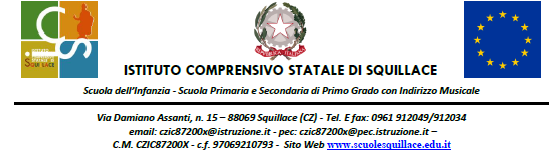 ISTITUTO COMPRENSIVO STATALE DI SQUILLACE
Scuola dell'Infanzia - Scuola Primaria e Secondaria di Primo Grado con Indirizzo Musicale
Via Damiano Assanti, n. 15 – 88069 Squillace (CZ) - Tel. E fax: 0961 912049/912034
email: czic87200x@istruzione.it - pec: czic87200x@pec.istruzione.it –
C.M. CZIC87200X - c.f. 97069210793 - Sito Web www.scuolesquillace.edu.it